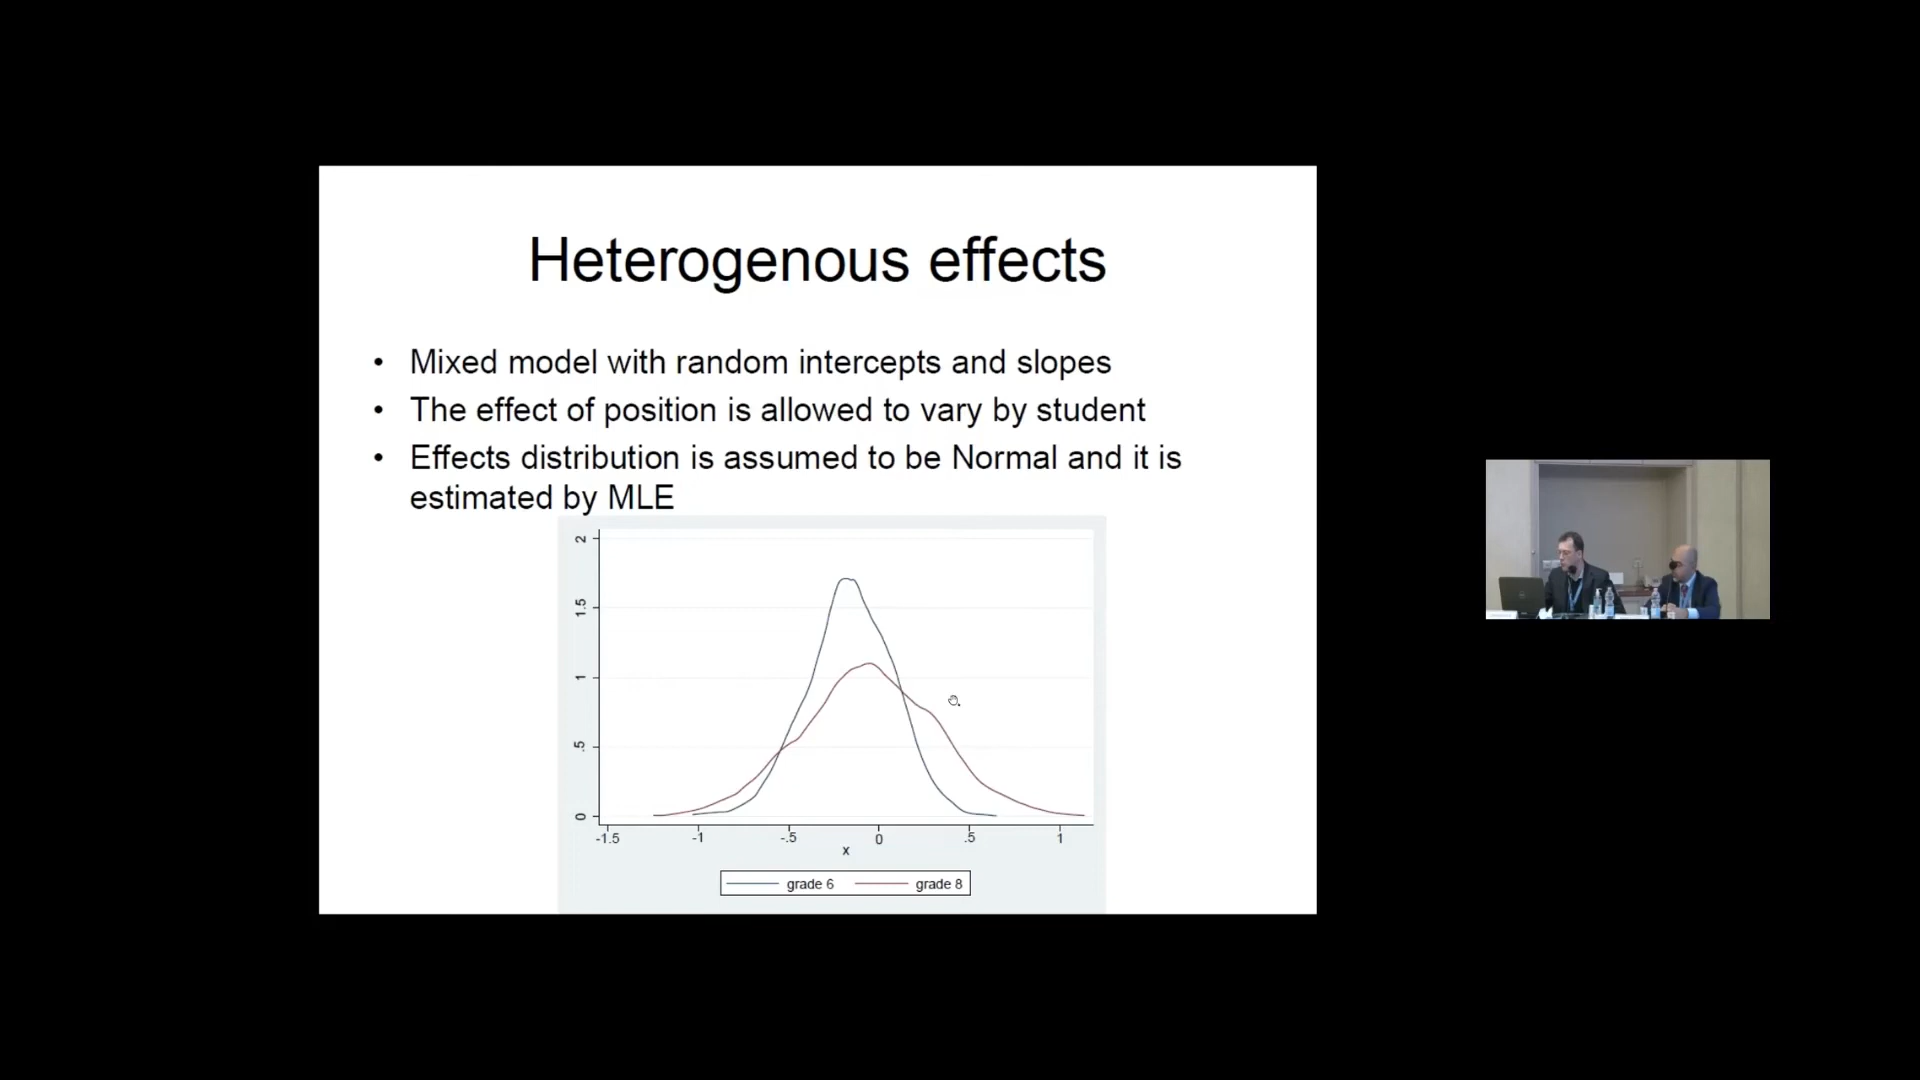 Heterogenous effects
• Mixed model with random intercepts and slopes
• The effect of position is allowed to vary by student
• Effects distribution is assumed to be Normal and it is
estimated by MLE
2
1.5
1
.5
0
-1.5 -1 -.5 0 .5 1
x
grade 6 grade 8